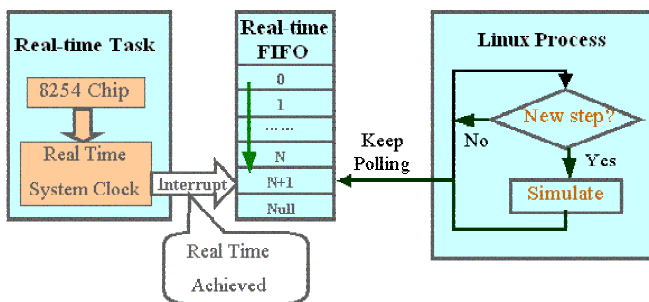 Real-time Task
8254 Chip
Real Time
System Clock
Interrupt
Real Time
Achieved
Real-time
FIFO
0
1
......
N
N+1
Null
Keep
Polling
Linux Process
New step?
No
Yes
Simulate